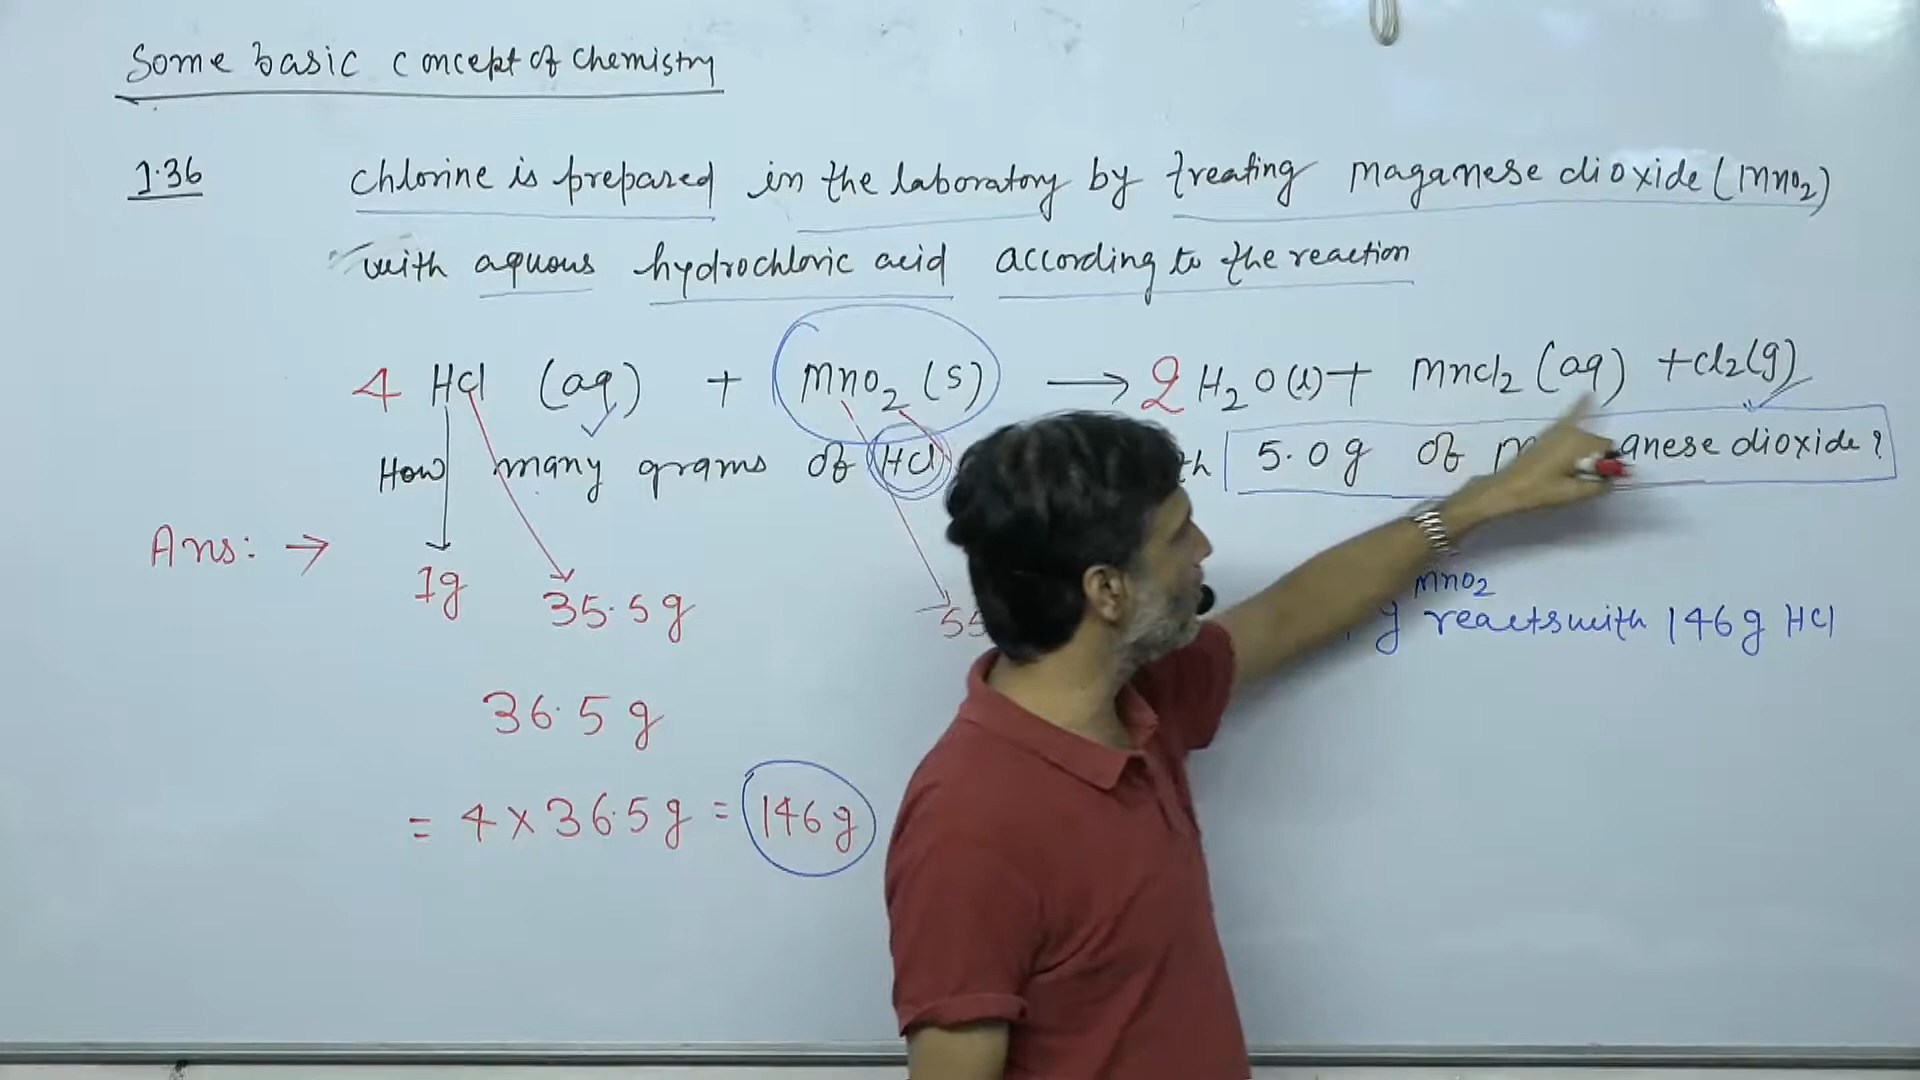 Some basic concept of chemistry
1.36 chlorine is prepared in the laboratory by treating maganese dioxide (MnO2)
with aquous hydrochloric acid according to the reaction
4 HCl (aq) + MnO2 (s) → 2 H2O(l) + MnCl2 (aq) + Cl2(g)
How many grams of HCl 5.0g of dioxide?
Ans: →
1g 35.5g 55
MnO2
g reacts with 146g HCl
36.5g
= 4 × 36.5g = 146g